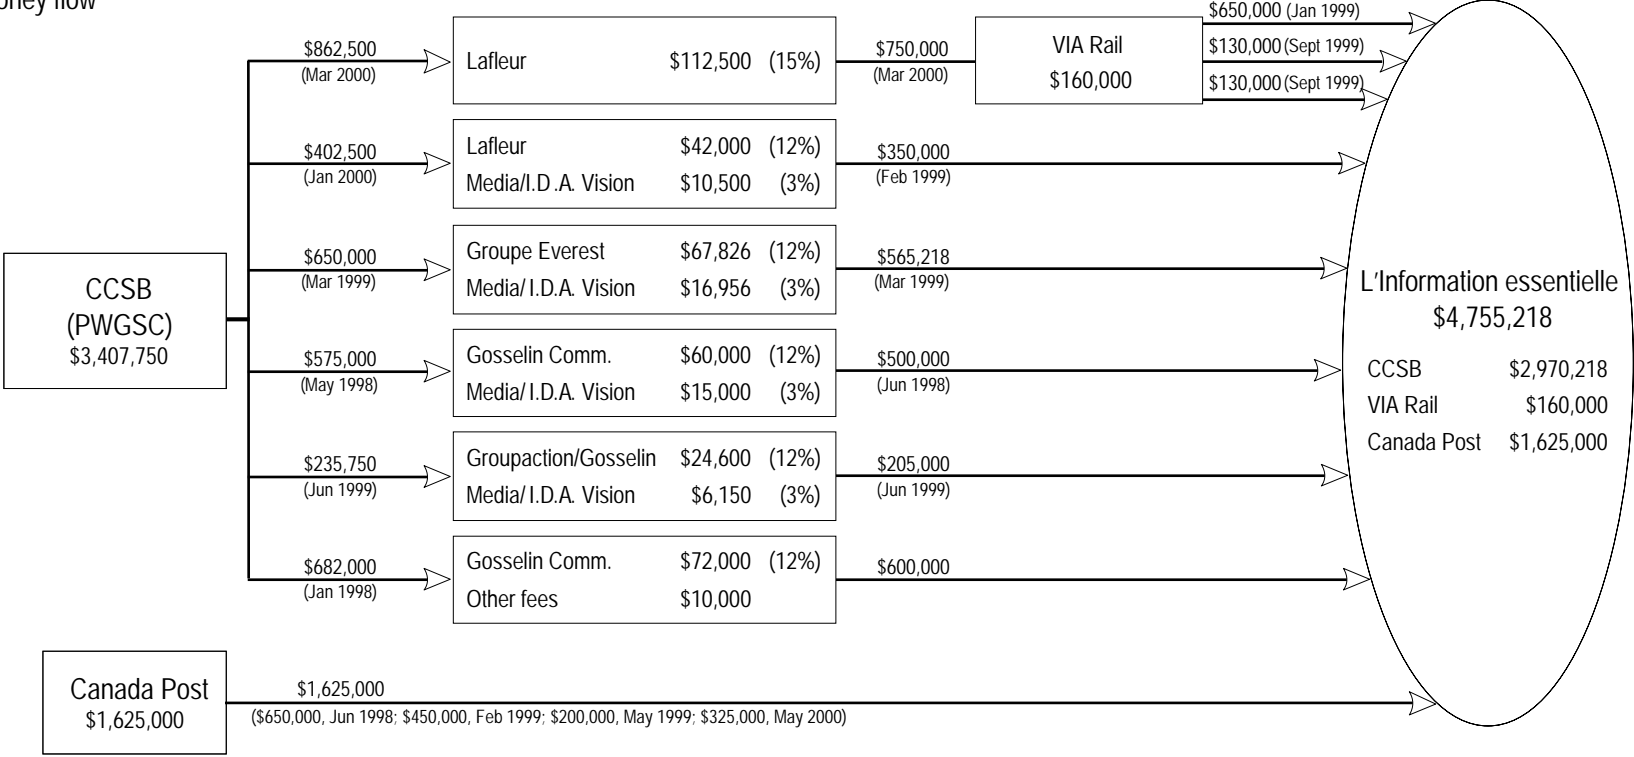 ney flow
CCSB
(PWGSC)
$3,407,750
$862,500
(Mar 2000)
Lafleur $112,500 (15%)
$750,000
(Mar 2000)
VIA Rail
$160,000
$650,000 (Jan 1999)
$130,000 (Sept 1999)
$130,000 (Sept 1999)
$402,500
(Jan 2000)
Lafleur $42,000 (12%)
Media/I.D.A. Vision $10,500 (3%)
$350,000
(Feb 1999)
$650,000
(Mar 1999)
Groupe Everest $67,826 (12%)
Media/I.D.A. Vision $16,956 (3%)
$565,218
(Mar 1999)
$575,000
(May 1998)
Gosselin Comm. $60,000 (12%)
Media/I.D.A. Vision $15,000 (3%)
$500,000
(Jun 1998)
$235,750
(Jun 1999)
Groupaction/Gosselin $24,600 (12%)
Media/I.D.A. Vision $6,150 (3%)
$205,000
(Jun 1999)
$682,000
(Jan 1998)
Gosselin Comm. $72,000 (12%)
Other fees $10,000
$600,000
L'Information essentielle
$4,755,218
CCSB $2,970,218
VIA Rail $160,000
Canada Post $1,625,000
Canada Post
$1,625,000
$1,625,000
($650,000, Jun 1998; $450,000, Feb 1999; $200,000, May 1999; $325,000, May 2000)